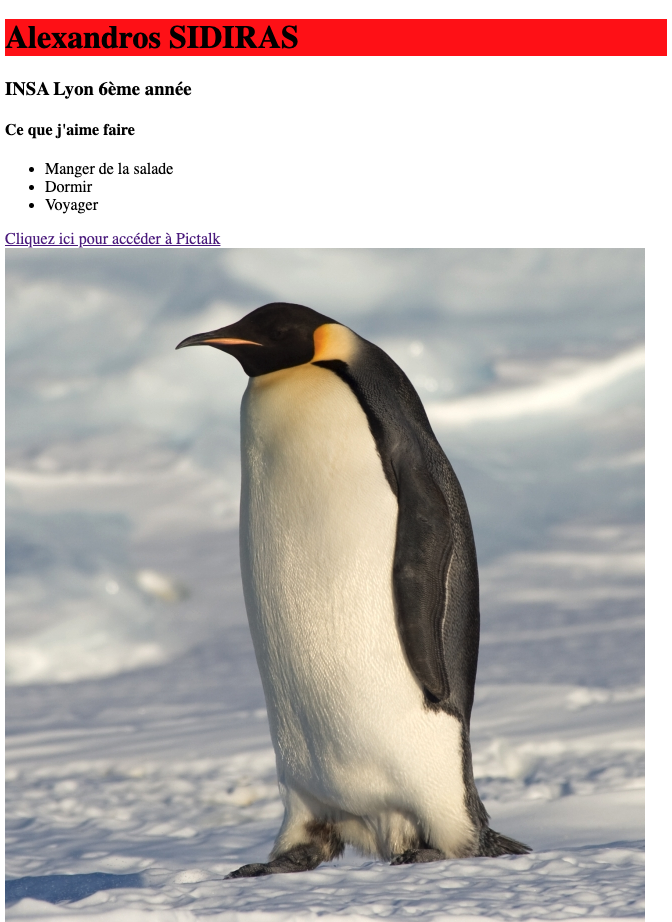 Alexandros SIDIRAS
INSA Lyon 6ème année
Ce que j'aime faire
Manger de la salade
Dormir
Voyager
Cliquez ici pour accéder à Pictalk